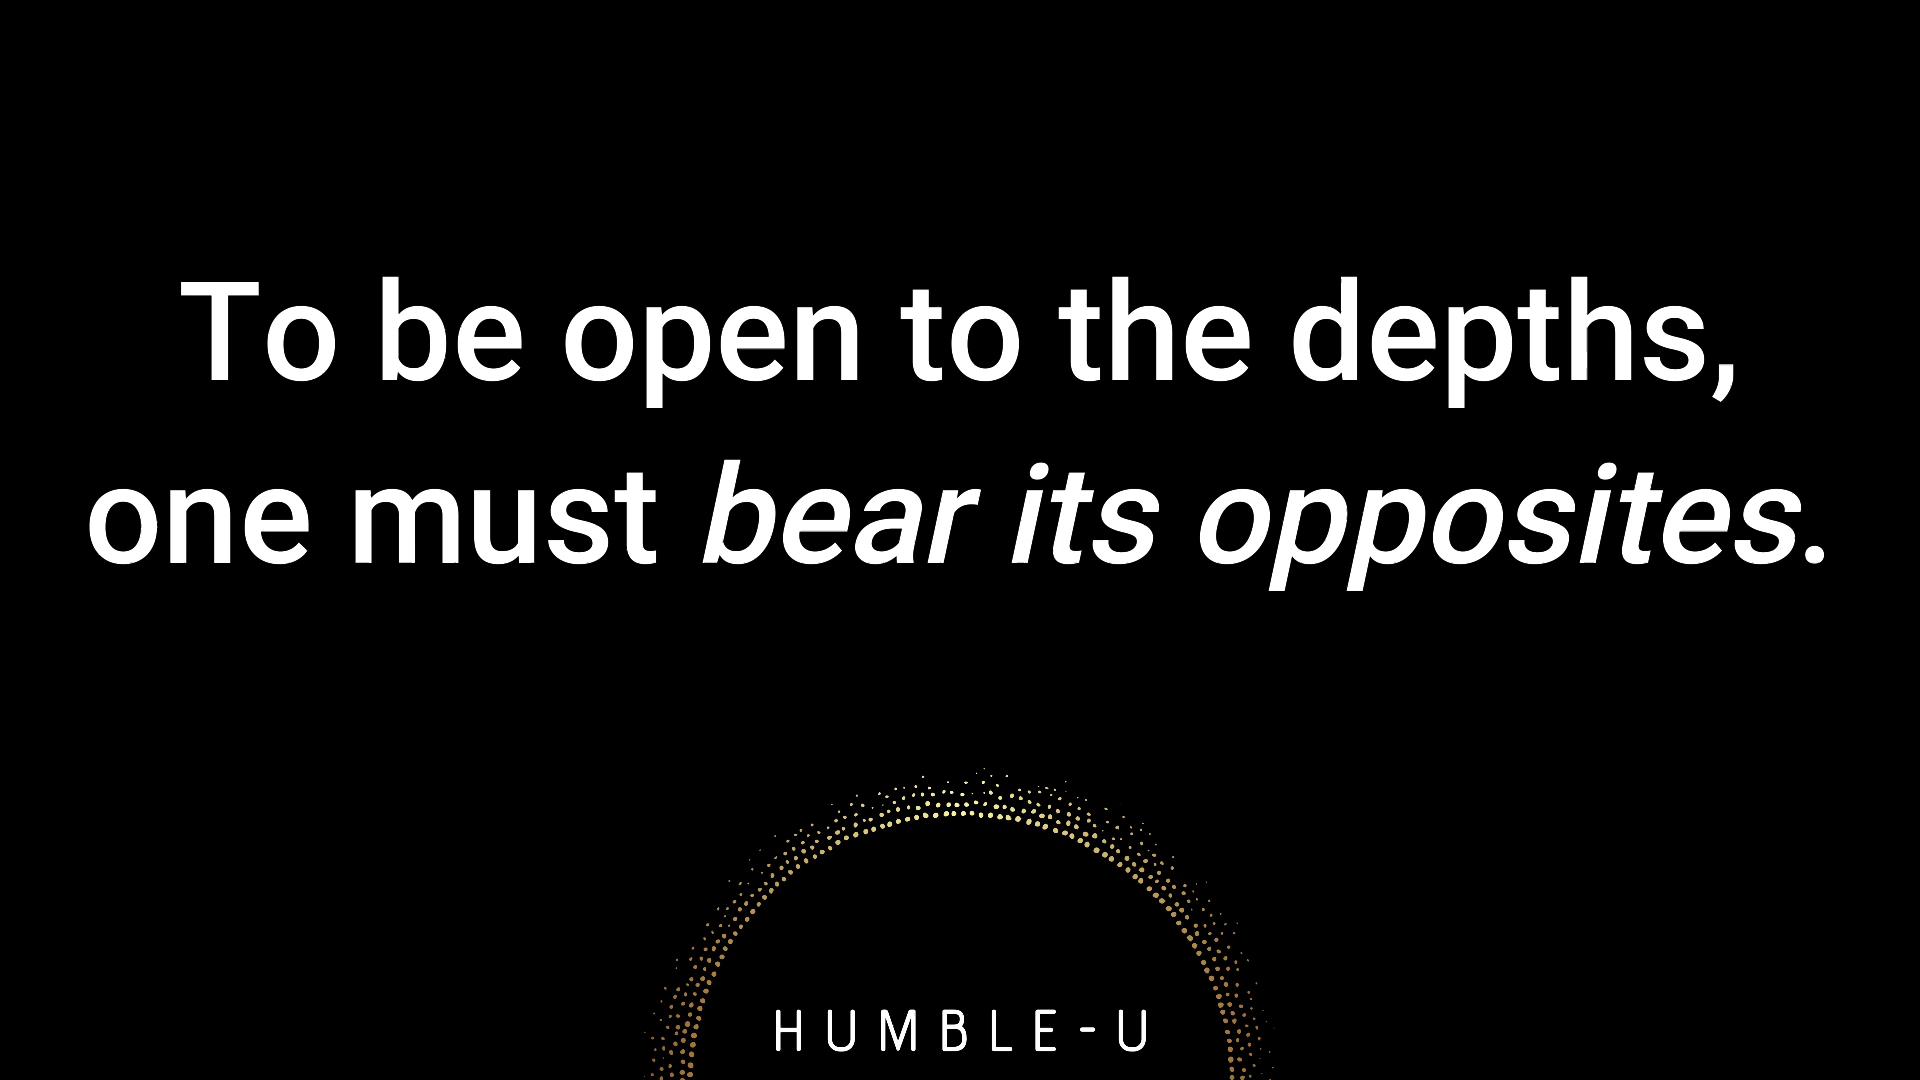 To be open to the depths,
one must bear its opposites.
HUMBLE-U